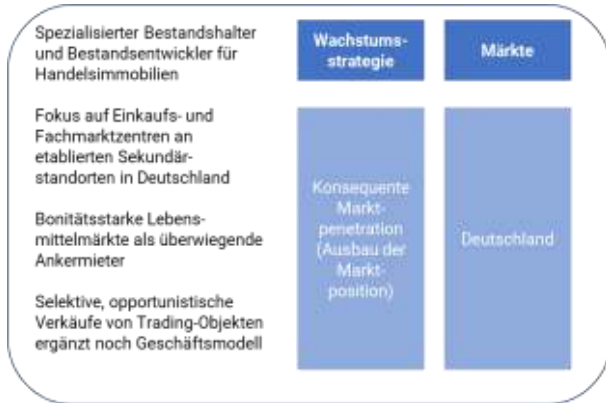 Spezialisierter Bestandshalter
und Bestandsentwickler für
Handelsimmobilien
Fokus auf Einkaufs- und
Fachmarktzentren an
etablierten Sekundär-
standorten in Deutschland
Bonitätsstarke Lebens-
mittelmärkte als überwiegende
Ankermieter
Selektive, opportunistische
Verkäufe von Trading-Objekten
ergänzt noch Geschäftsmodell
Wachstums-
strategie
Konsequente
Markt-
penetration
(Ausbau der
Markt-
position)
Märkte
Deutschland